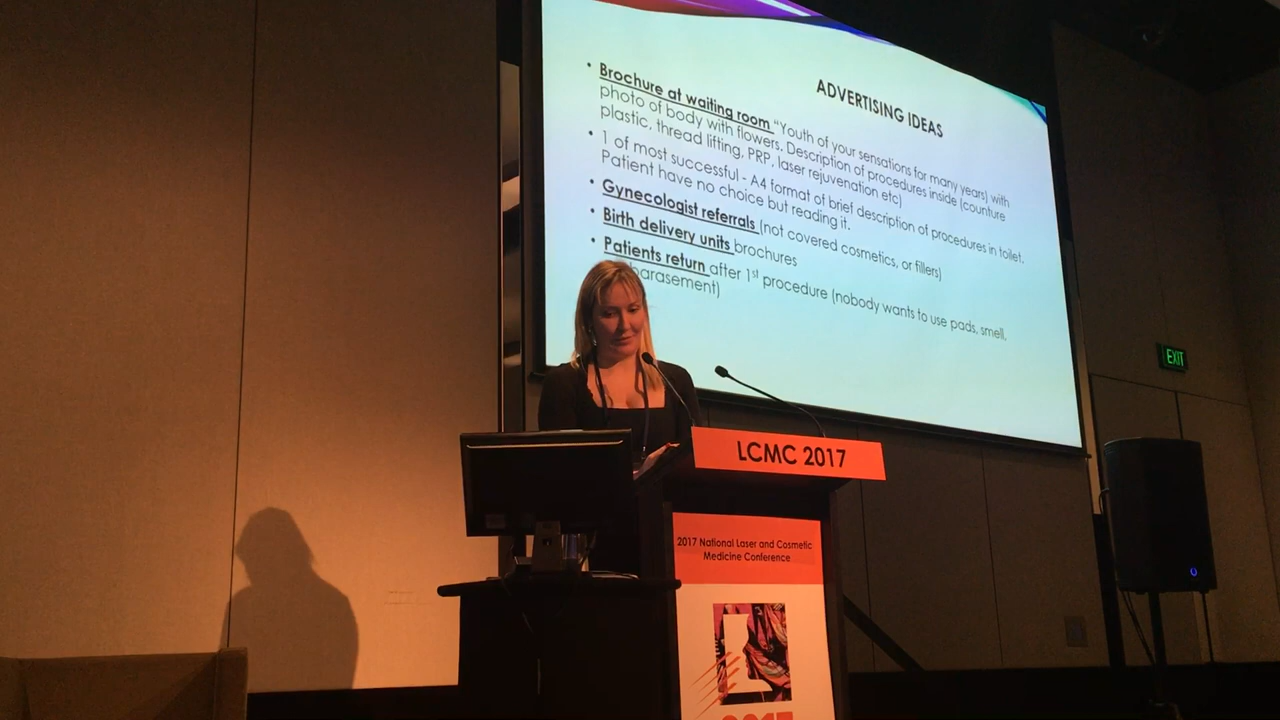 ADVERTISING IDEAS
• Brochure at waiting room “Youth of your sensations for many years) with
photo of body with flowers. Description of procedures inside (counture
plastic, thread lifting, PRP, laser rejuvenation etc)
• 1 of most successful - A4 format of brief description of procedures in toilet.
Patient have no choice but reading it.
• Gynecologist referrals (not covered cosmetics, or fillers)
• Birth delivery units brochures
• Patients return after 1st procedure (nobody wants to use pads, smell,
barasement)
EXIT
LCMC 2017
2017 National Laser and Cosmetic
Medicine Conference
2017